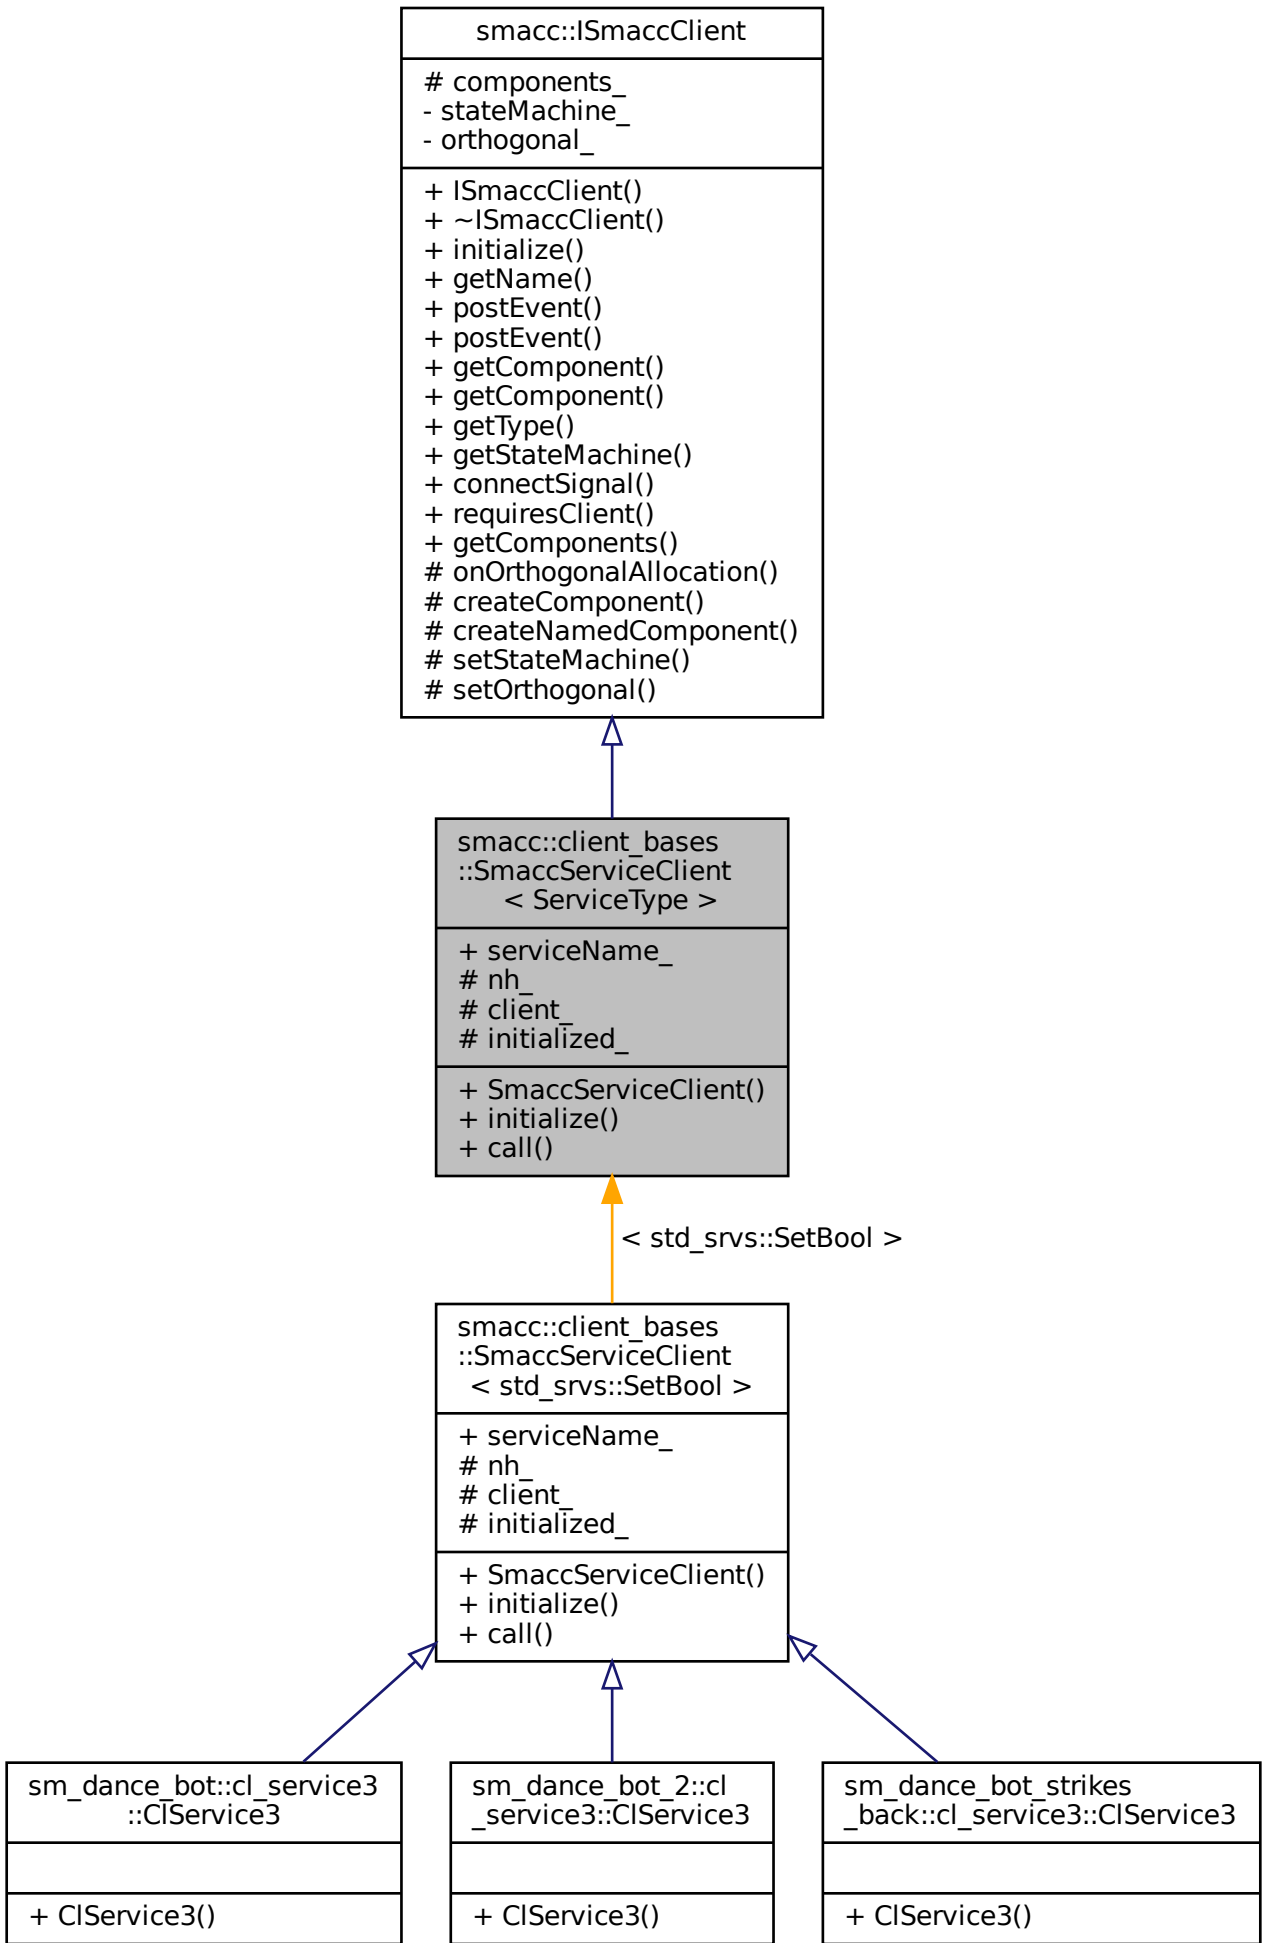 smacc::ISmaccClient
# components_
- stateMachine_
- orthogonal_
+ ISmaccClient()
+ ~ISmaccClient()
+ initialize()
+ getName()
+ postEvent()
+ postEvent()
+ getComponent()
+ getComponent()
+ getType()
+ getStateMachine()
+ connectSignal()
+ requiresClient()
+ getComponents()
# onOrthogonalAllocation()
# createComponent()
# createNamedComponent()
# setStateMachine()
# setOrthogonal()
smacc::client_bases
::SmaccServiceClient
< ServiceType >
+ serviceName_
# nh_
# client_
# initialized_
+ SmaccServiceClient()
+ initialize()
+ call()
< std_srvs::SetBool >
smacc::client_bases
::SmaccServiceClient
< std_srvs::SetBool >
+ serviceName_
# nh_
# client_
# initialized_
+ SmaccServiceClient()
+ initialize()
+ call()
sm_dance_bot::cl_service3
::ClService3
+ ClService3()
sm_dance_bot_2::cl
_service3::ClService3
+ ClService3()
sm_dance_bot_strikes
_back::cl_service3::ClService3
+ ClService3()